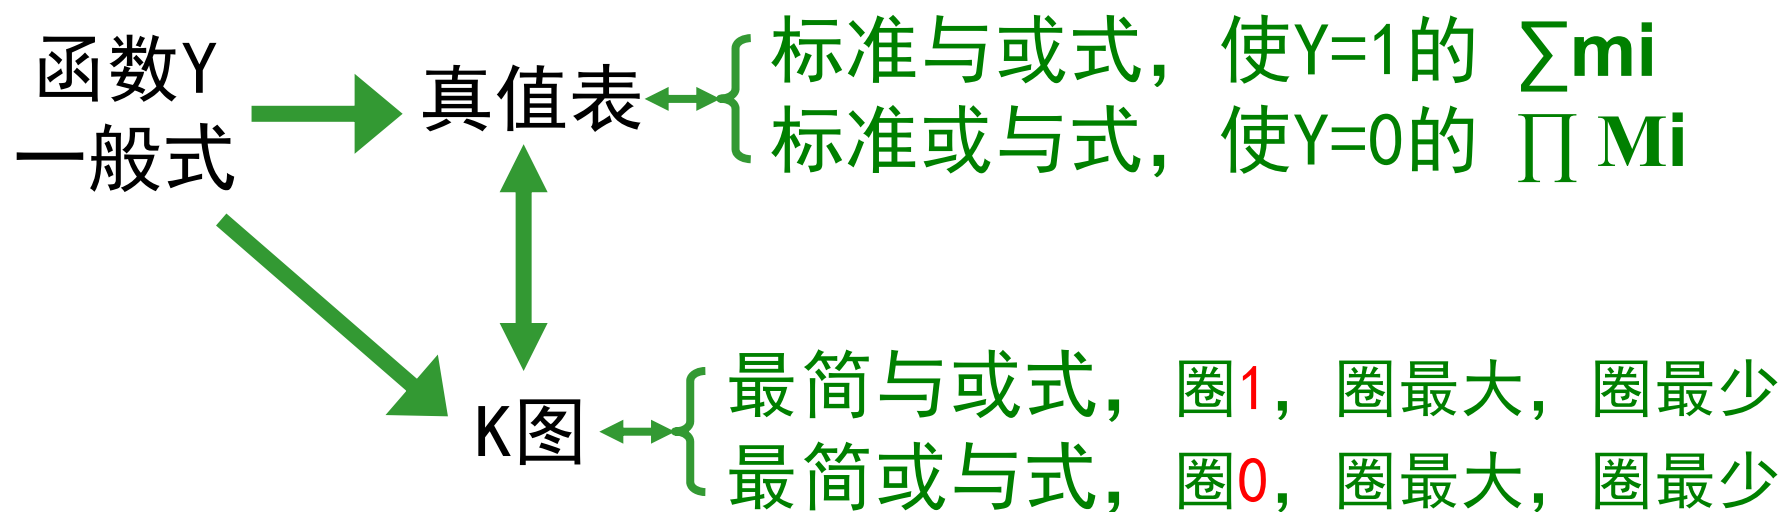 函数Y
一般式
真值表
标准与或式，使Y=1的 ∑mi
标准或与式，使Y=0的 ∏ Mi
K图
最简与或式，圈1，圈最大，圈最少
最简或与式，圈0，圈最大，圈最少